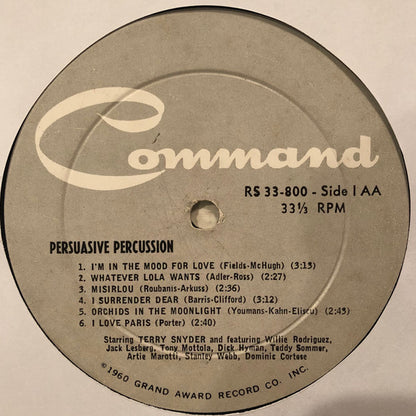 Command
RS 33-800 - Side 1 AA
33⅓ RPM
PERSUASIVE PERCUSSION
1. I'M IN THE MOOD FOR LOVE (Fields-McHugh) (3:13)
2. WHATEVER LOLA WANTS (Adler-Ross) (2:27)
3. MISIRLOU (Roubanis-Arkuss) (2:36)
4. I SURRENDER DEAR (Barris-Clifford) (3:12)
5. ORCHIDS IN THE MOONLIGHT (Youmans-Kahn-Eliscu) (2:43)
6. I LOVE PARIS (Porter) (2:40)
Starring TERRY SNYDER and featuring Willie Rodriguez,
Jack Lesberg, Tony Mottola, Dick Hyman, Teddy Sommer,
Artie Marotti, Stanley Webb, Dominic Cortese
©1960 GRAND AWARD RECORD CO. INC.